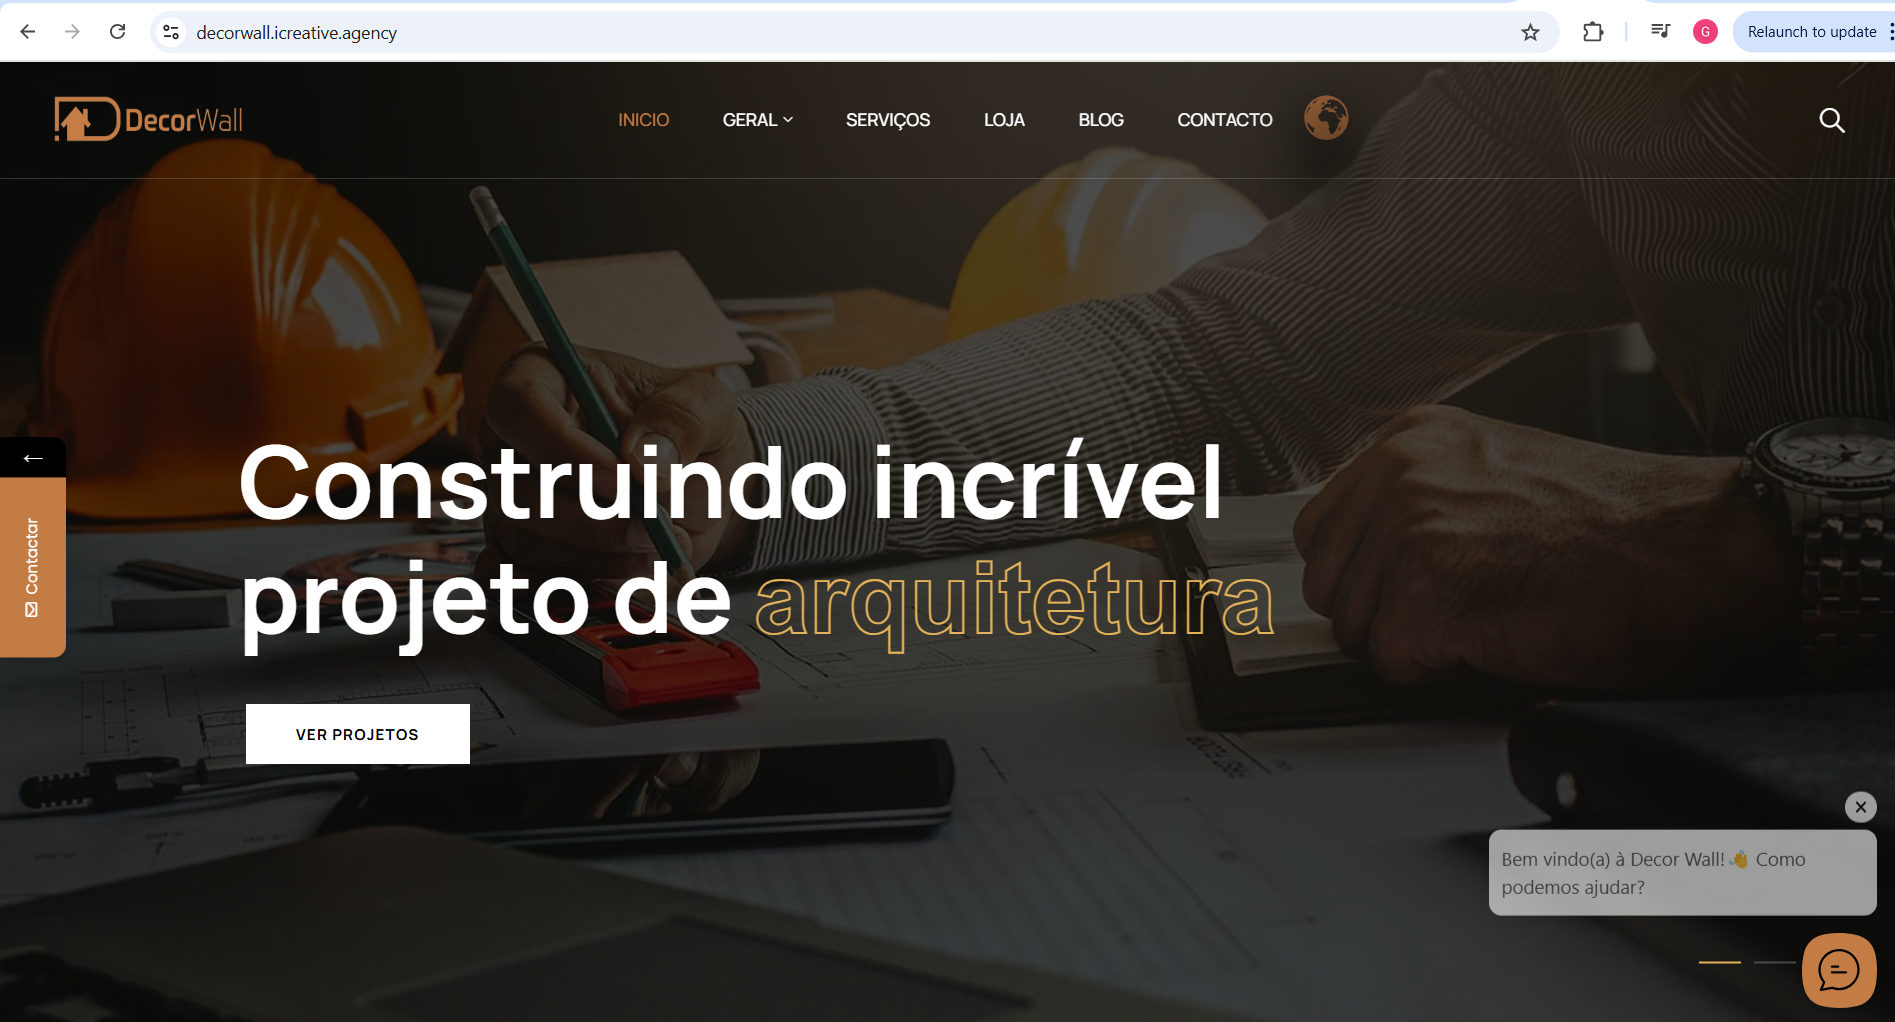 decorwall.icreative.agency
G
Relaunch to update
DecorWall
INICIO
GERAL
SERVIÇOS
LOJA
BLOG
CONTACTO
Construindo incrível
projeto de arquitetura
Contactar
VER PROJETOS
Bem vindo(a) à Decor Wall!👋 Como
podemos ajudar?